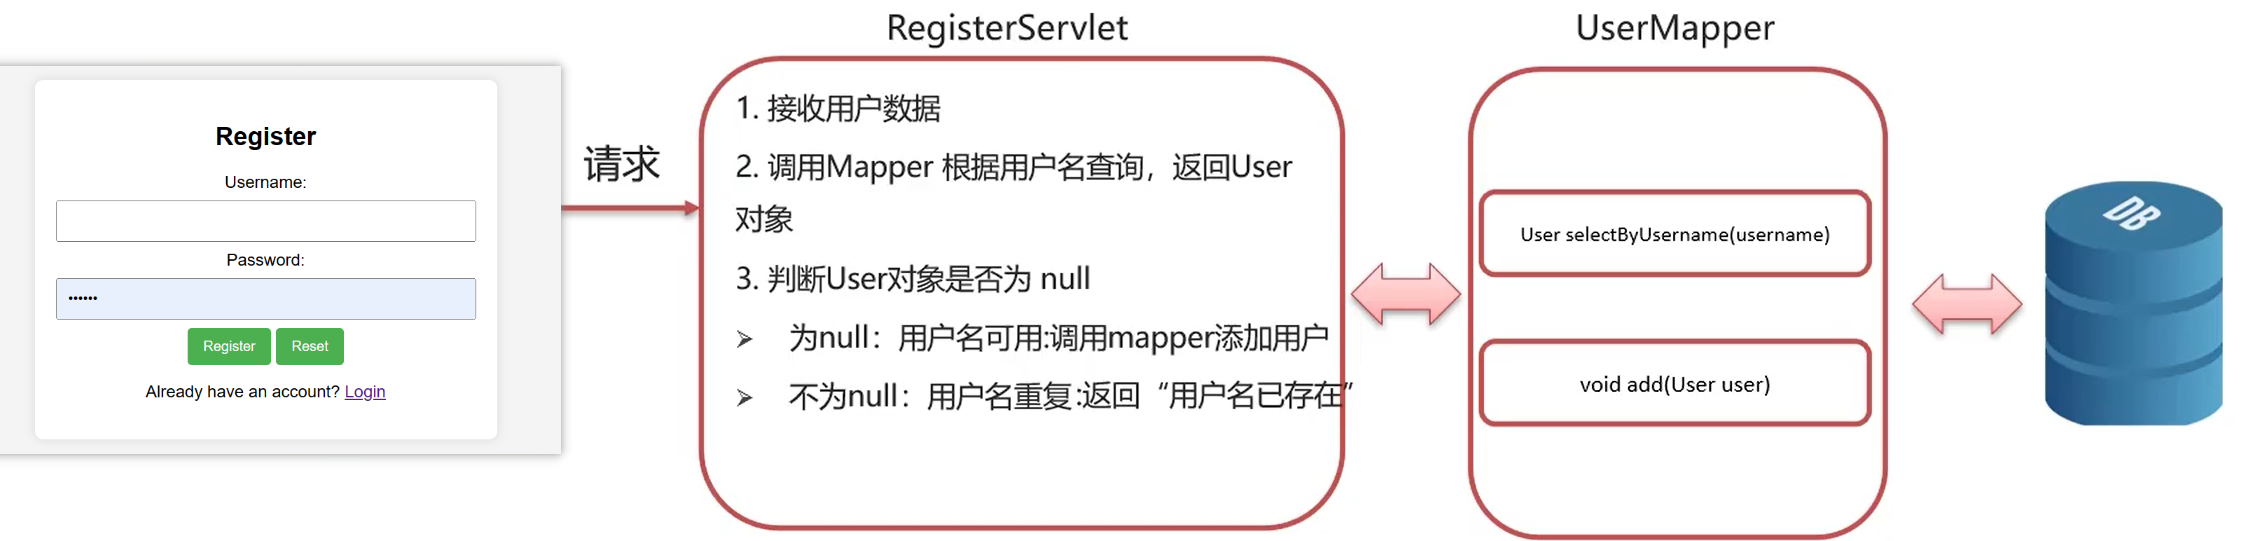 RegisterServlet
UserMapper
Register
Username:
Password:
••••••
Register
Reset
Already have an account? Login
请求
1. 接收用户数据
2. 调用Mapper 根据用户名查询，返回User
对象
3. 判断User对象是否为 null
➢ 为null：用户名可用:调用mapper添加用户
➢ 不为null：用户名重复:返回“用户名已存在”
User selectByUsername(username)
void add(User user)
DB